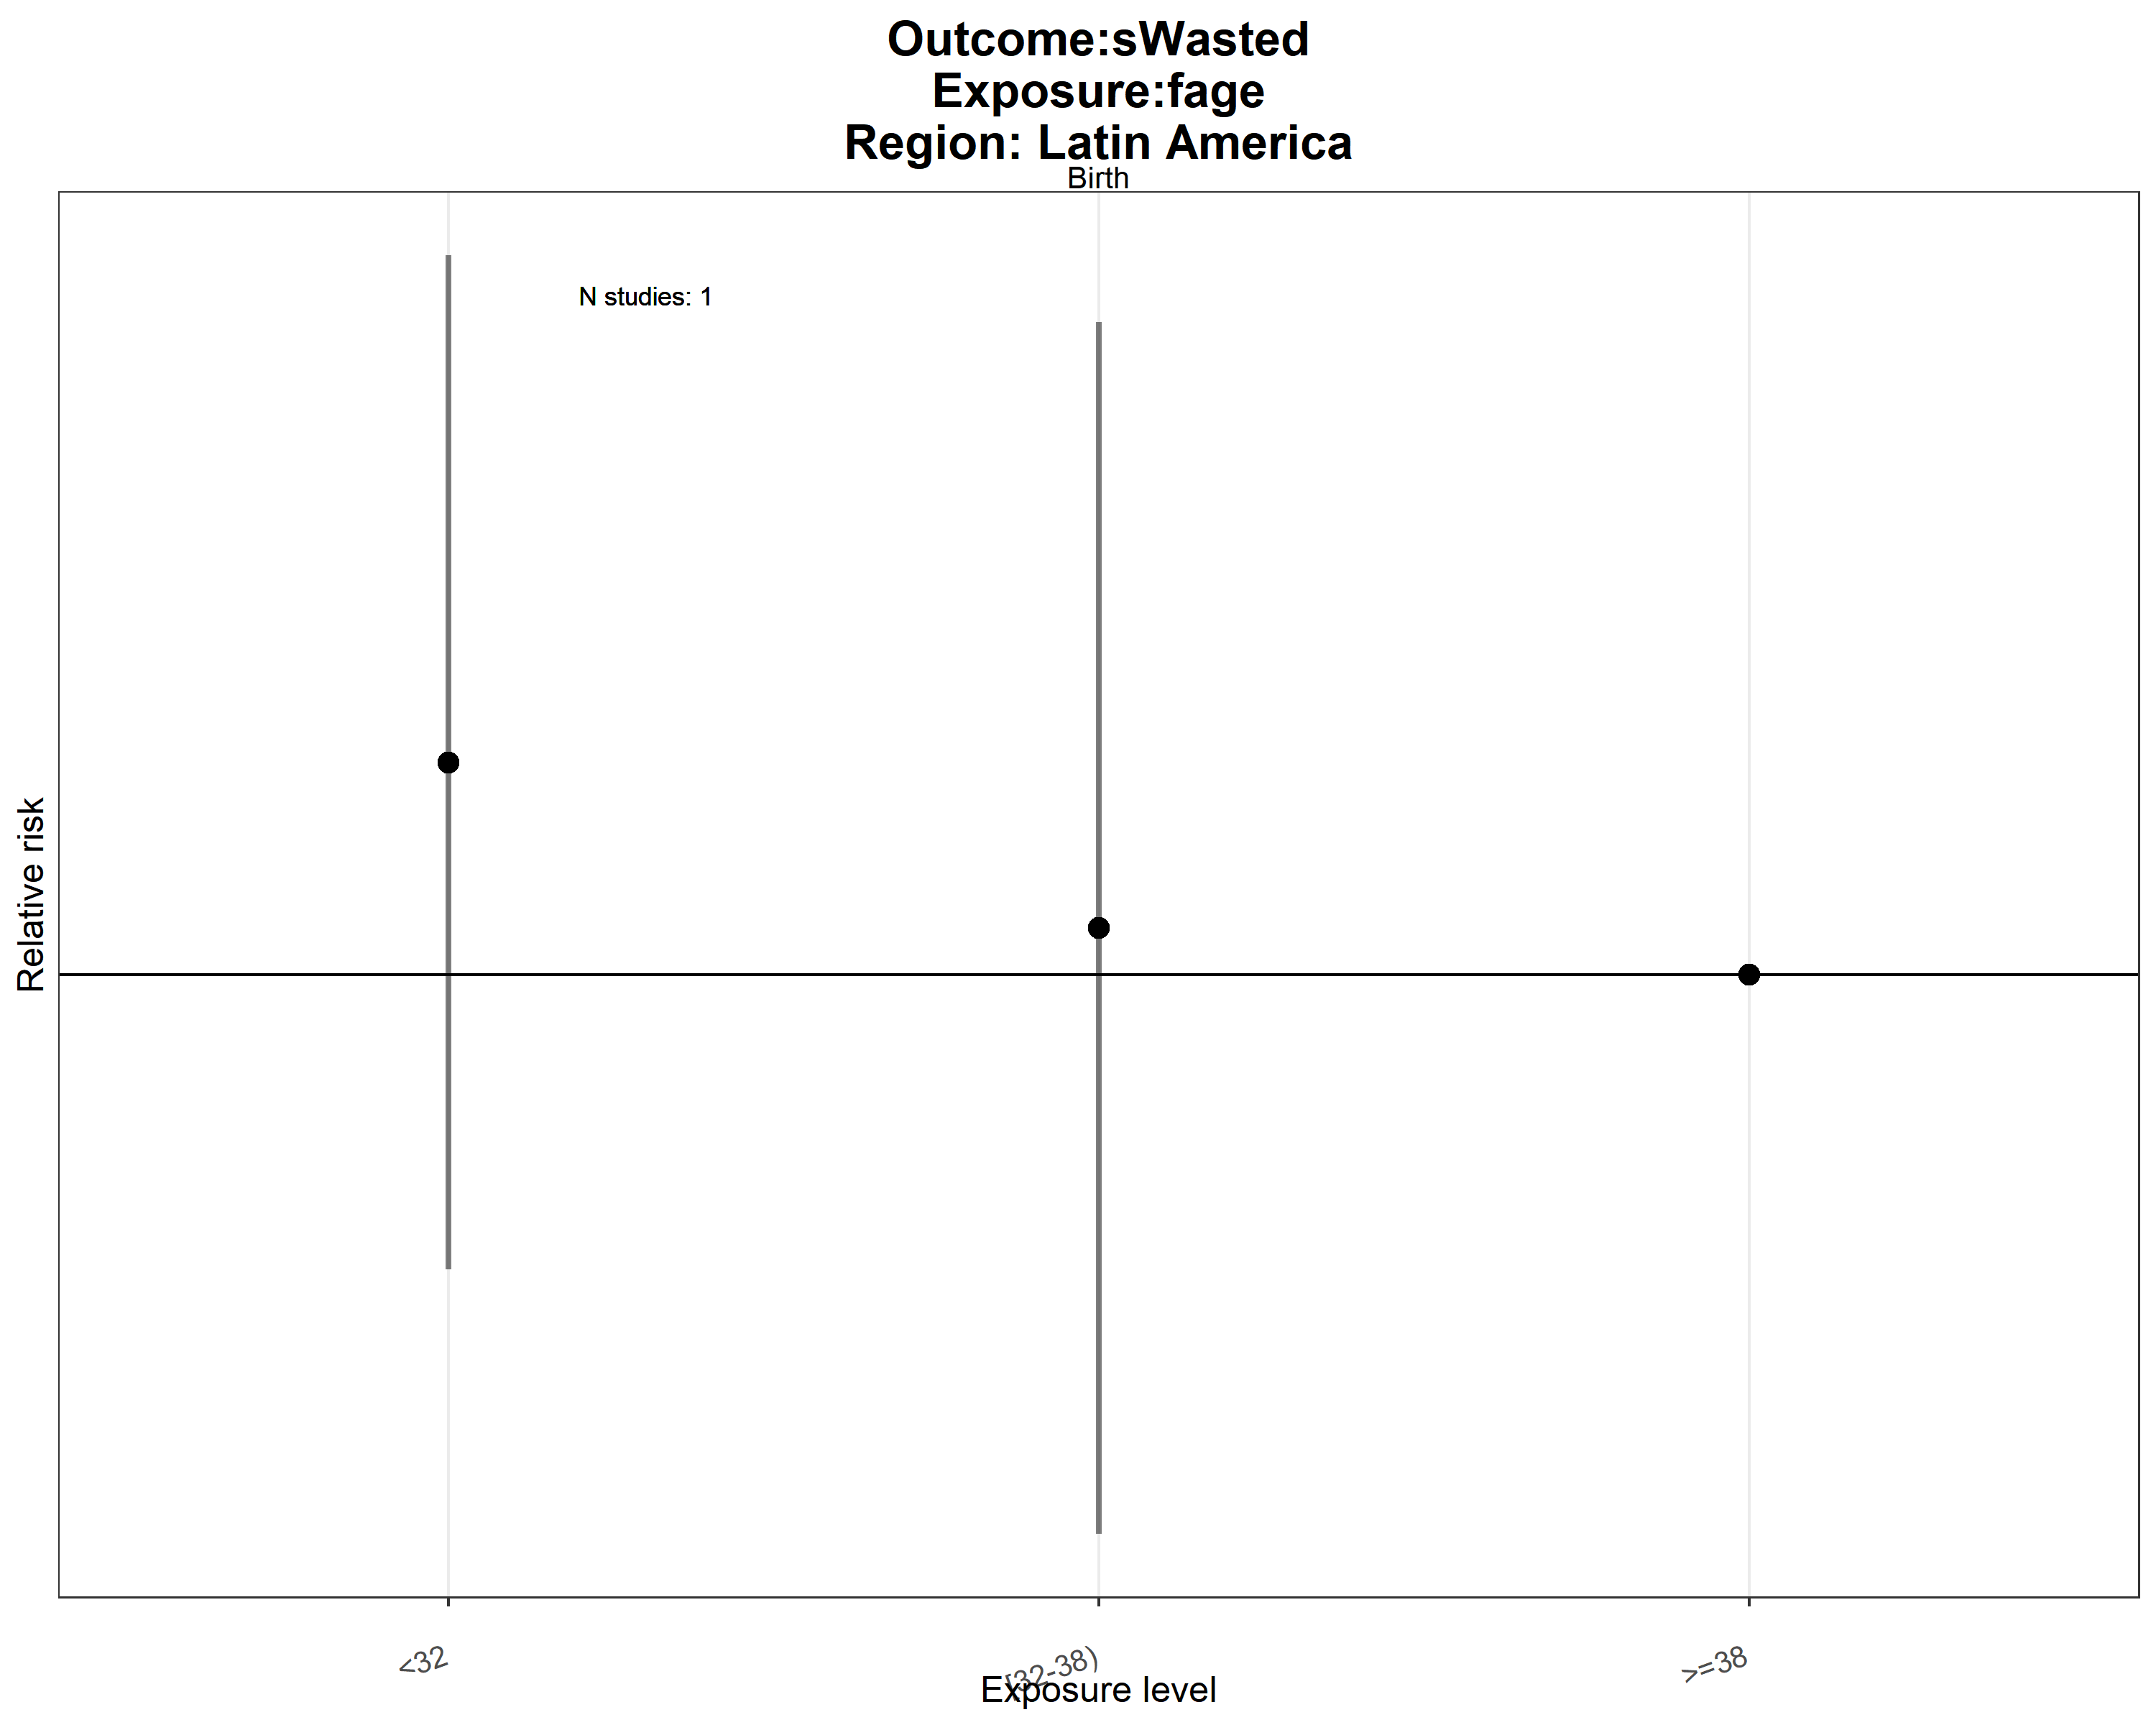 Outcome:sWasted
Exposure:fage
Region: Latin America
Birth
N studies: 1
Relative risk
<32
[32-38)
>=38
Exposure level